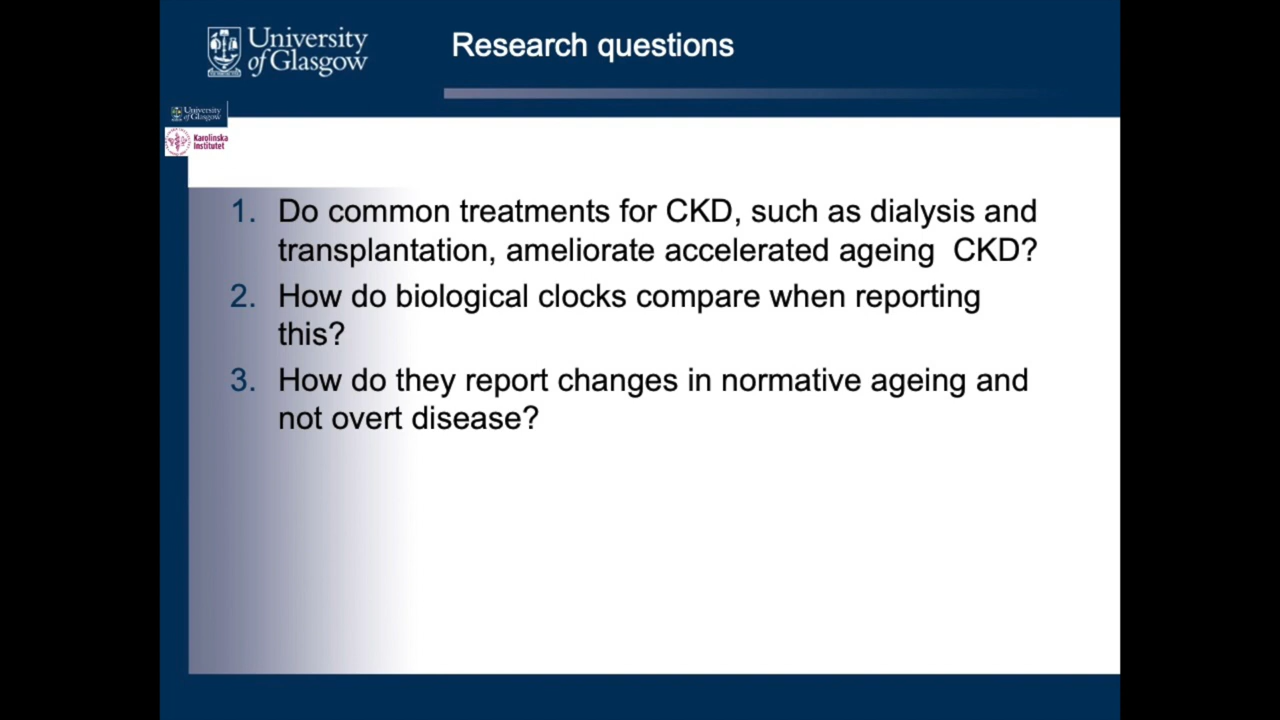 University
of Glasgow
Research questions
University
of Glasgow
Karolinska
Institutet
1. Do common treatments for CKD, such as dialysis and
transplantation, ameliorate accelerated ageing  CKD?
2. How do biological clocks compare when reporting
this?
3. How do they report changes in normative ageing and
not overt disease?